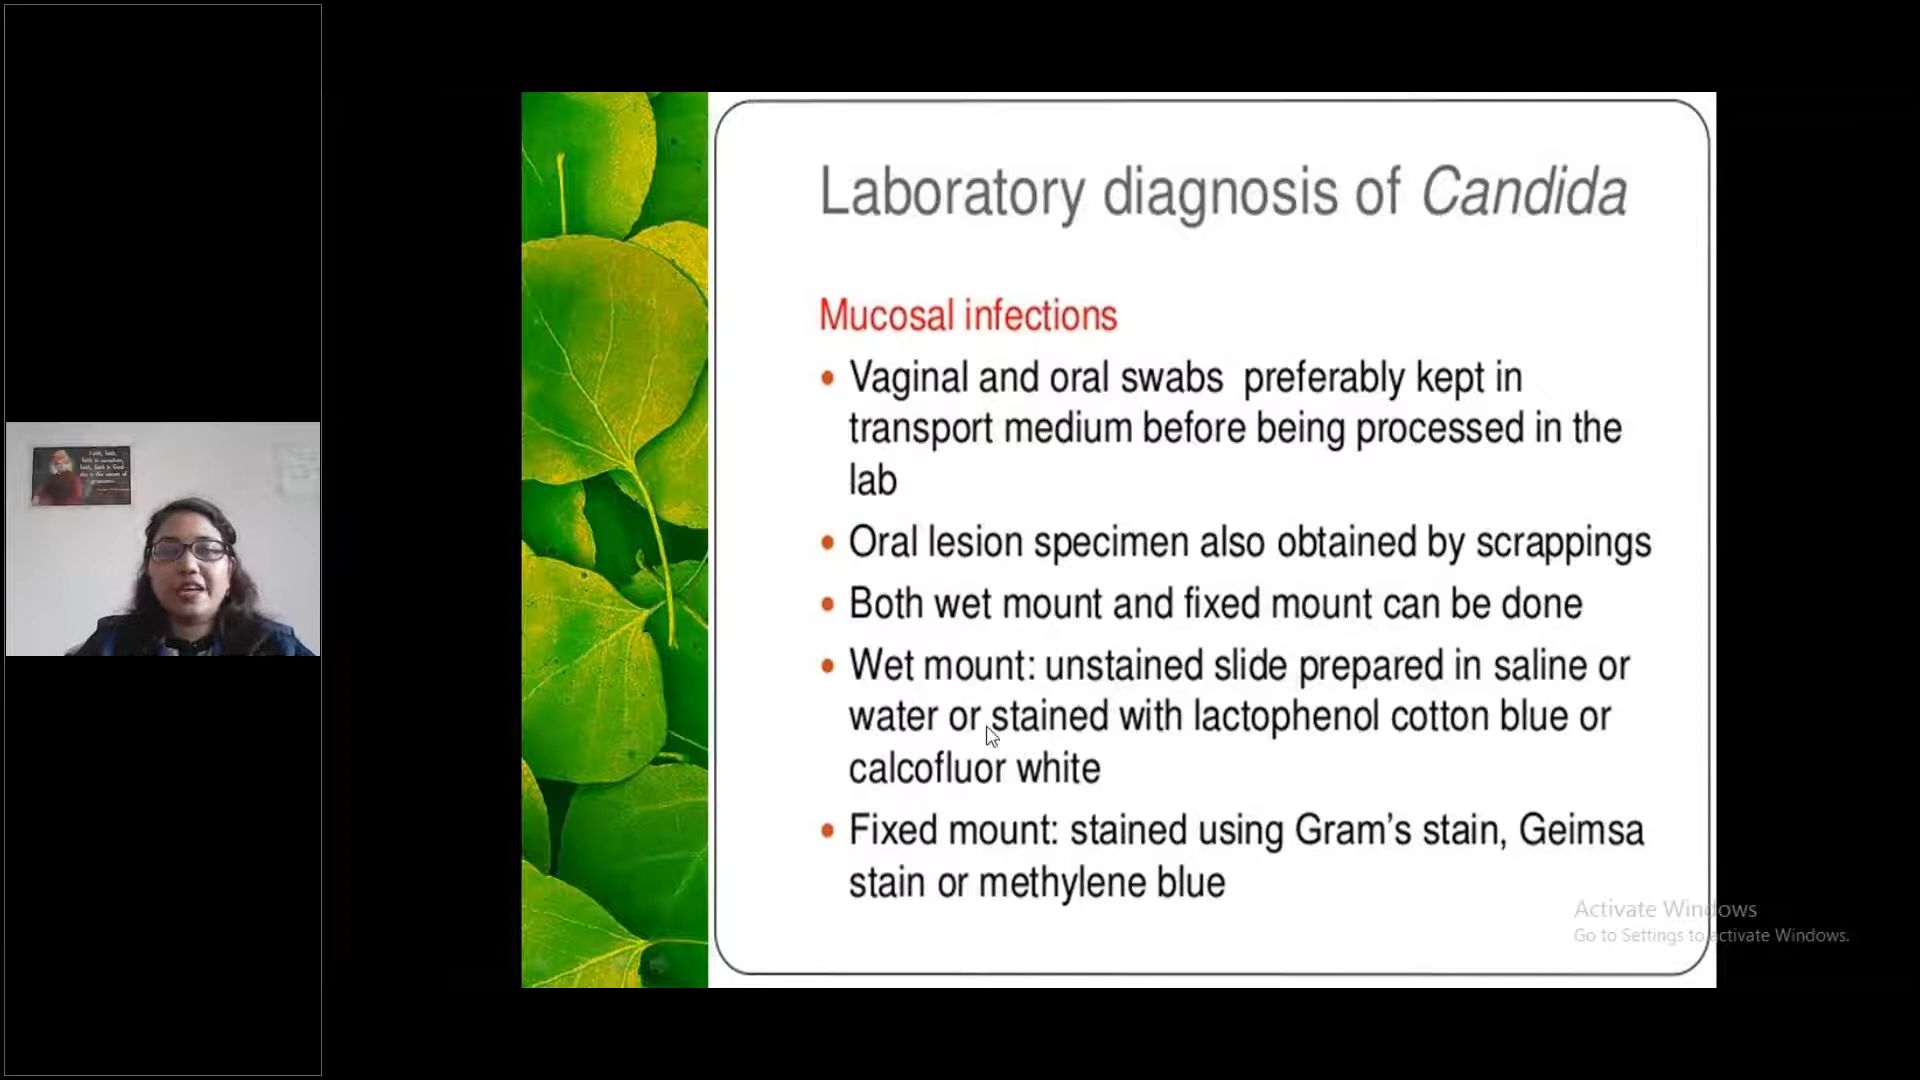 Laboratory diagnosis of Candida
Mucosal infections
• Vaginal and oral swabs preferably kept in
transport medium before being processed in the
lab
• Oral lesion specimen also obtained by scrappings
• Both wet mount and fixed mount can be done
• Wet mount: unstained slide prepared in saline or
water or stained with lactophenol cotton blue or
calcofluor white
• Fixed mount: stained using Gram's stain, Geimsa
stain or methylene blue
Activate Windows
Go to Settings to activate Windows.